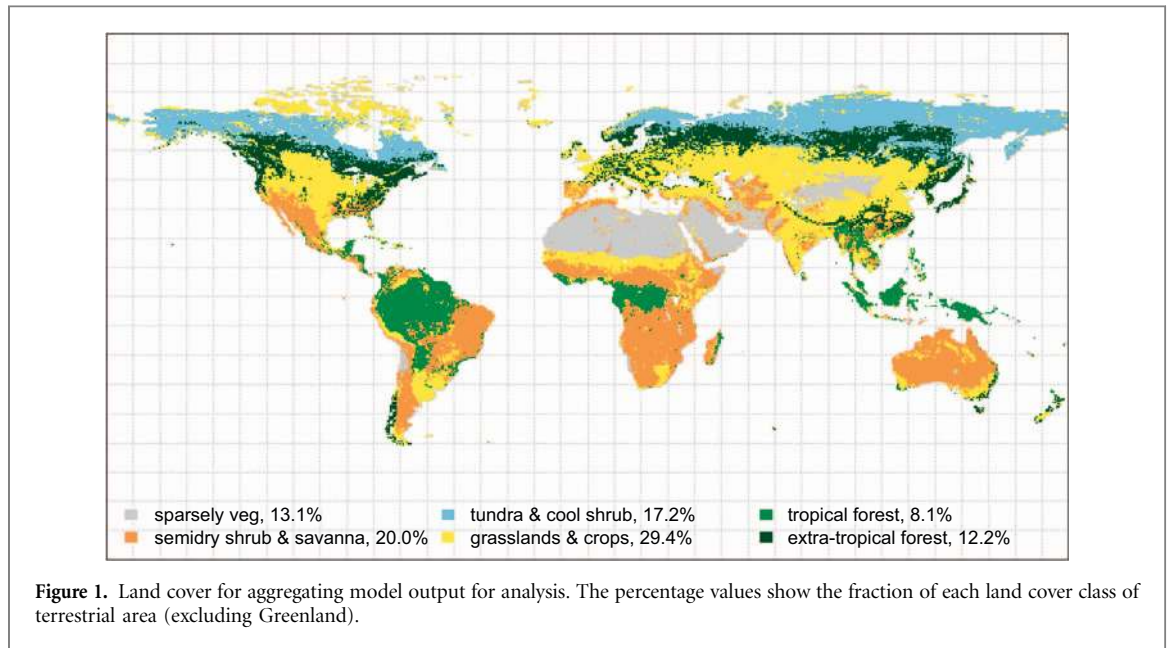 sparsely veg, 13.1% tundra & cool shrub, 17.2% tropical forest, 8.1%
semidry shrub & savanna, 20.0% grasslands & crops, 29.4% extra-tropical forest, 12.2%
Figure 1. Land cover for aggregating model output for analysis. The percentage values show the fraction of each land cover class of
terrestrial area (excluding Greenland).